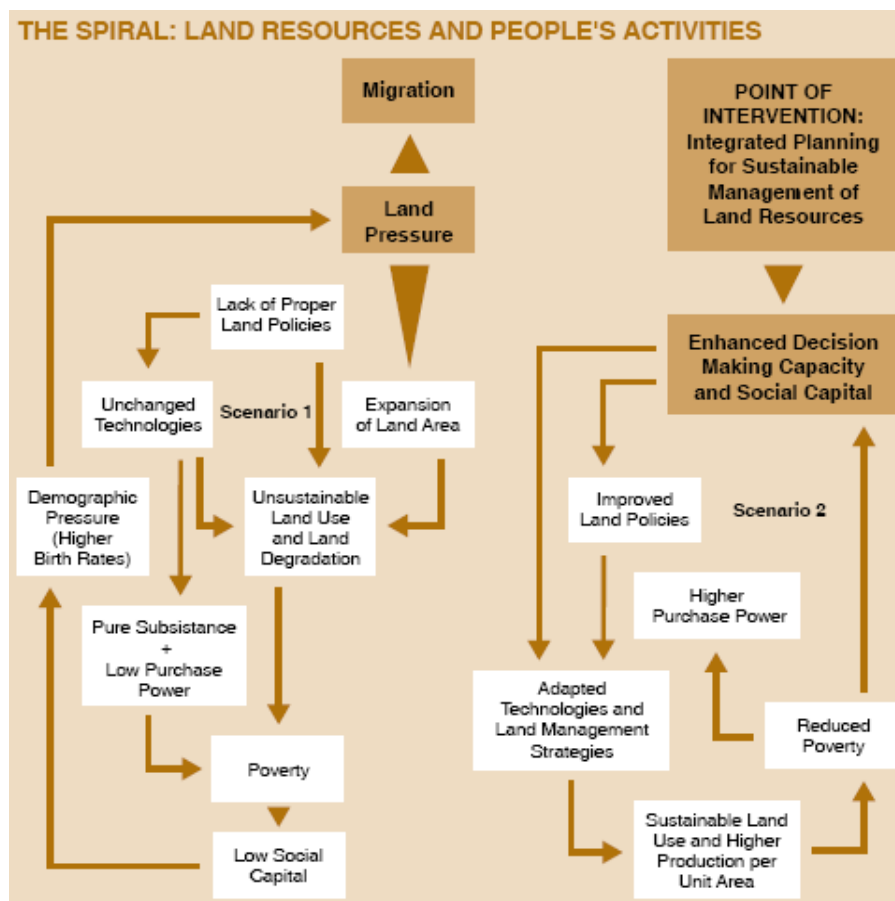 THE SPIRAL: LAND RESOURCES AND PEOPLE'S ACTIVITIES
Migration
Land
Pressure
Lack of Proper
Land Policies
Unchanged
Technologies
Scenario 1
Expansion
of Land Area
Demographic
Pressure
(Higher
Birth Rates)
Unsustainable
Land Use
and Land
Degradation
Pure Subsistance
+
Low Purchase
Power
Poverty
Low Social
Capital
POINT OF
INTERVENTION:
Integrated Planning
for Sustainable
Management of
Land Resources
Enhanced Decision
Making Capacity
and Social Capital
Improved
Land Policies
Scenario 2
Higher
Purchase Power
Adapted
Technologies and
Land Management
Strategies
Reduced
Poverty
Sustainable Land
Use and Higher
Production per
Unit Area